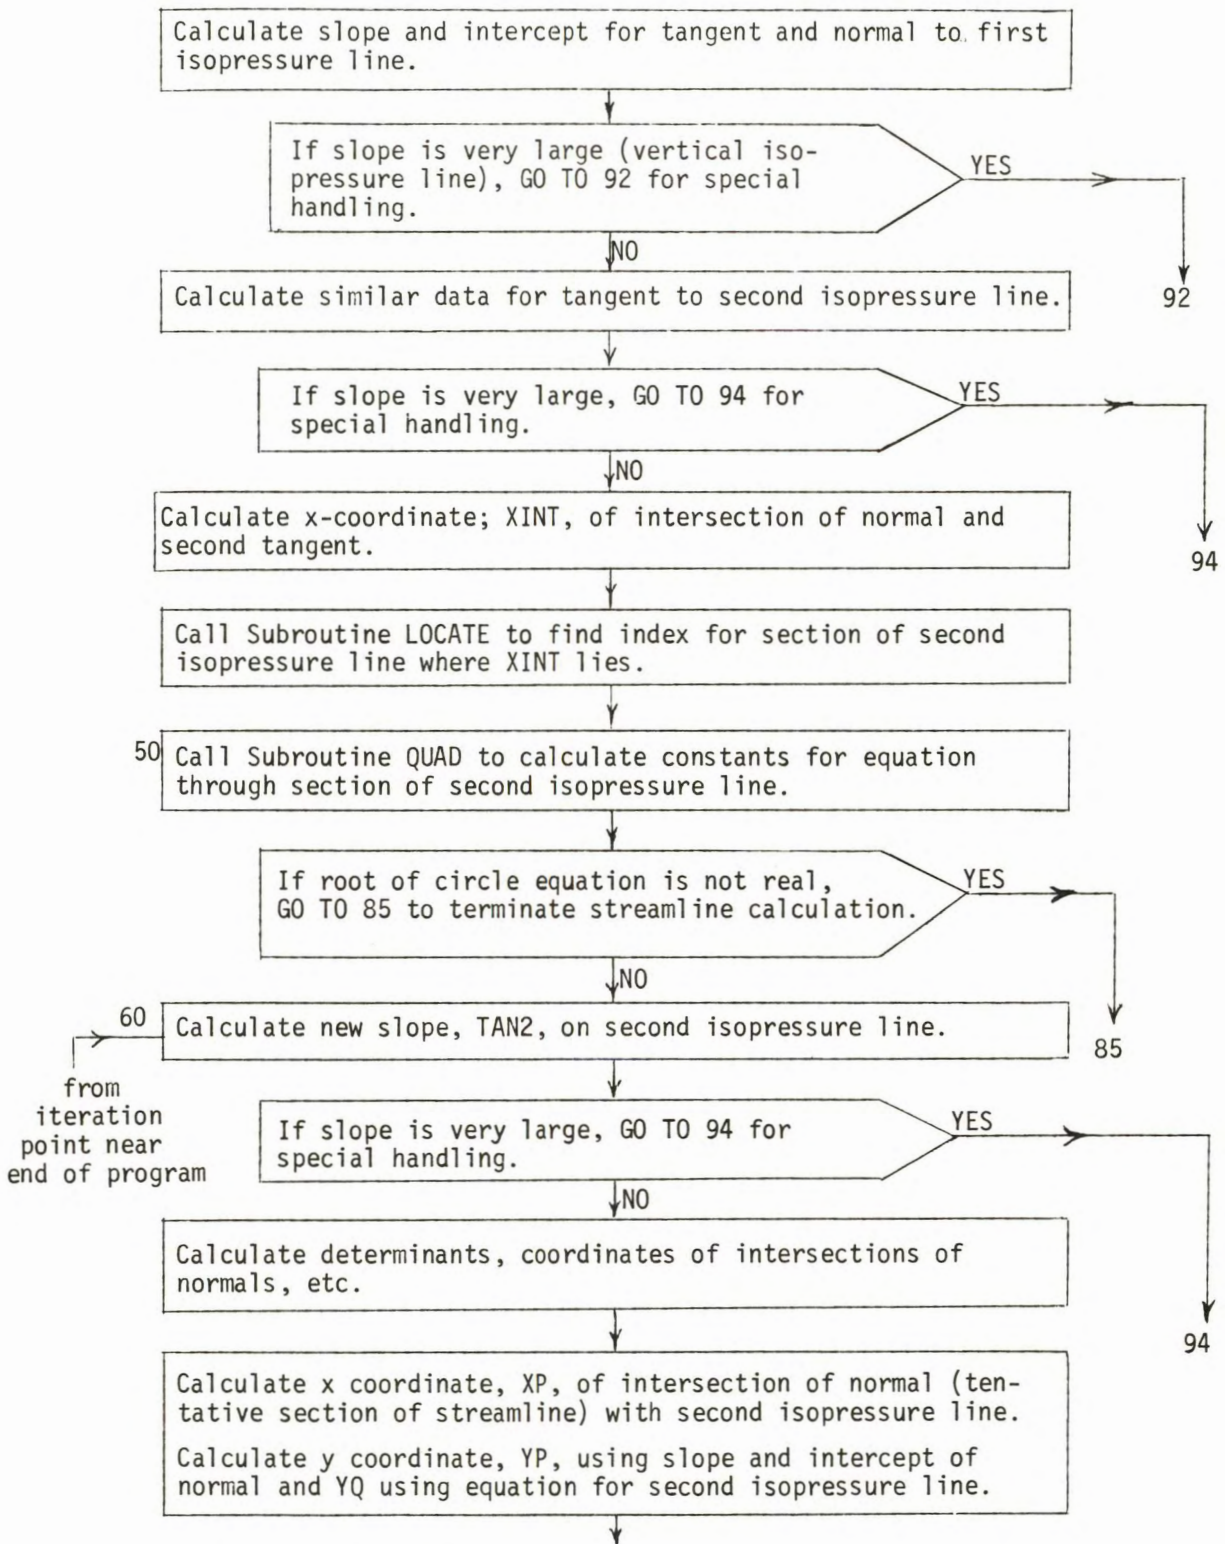 Calculate slope and intercept for tangent and normal to first
isopressure line.
If slope is very large (vertical iso-
pressure line), GO TO 92 for special
handling.
YES
92
NO
Calculate similar data for tangent to second isopressure line.
If slope is very large, GO TO 94 for
special handling.
YES
94
NO
Calculate x-coordinate; XINT, of intersection of normal and
second tangent.
Call Subroutine LOCATE to find index for section of second
isopressure line where XINT lies.
50
Call Subroutine QUAD to calculate constants for equation
through section of second isopressure line.
If root of circle equation is not real,
GO TO 85 to terminate streamline calculation.
YES
85
NO
60
Calculate new slope, TAN2, on second isopressure line.
from
iteration
point near
end of program
If slope is very large, GO TO 94 for
special handling.
YES
94
NO
Calculate determinants, coordinates of intersections of
normals, etc.
Calculate x coordinate, XP, of intersection of normal (ten-
tative section of streamline) with second isopressure line.
Calculate y coordinate, YP, using slope and intercept of
normal and YQ using equation for second isopressure line.